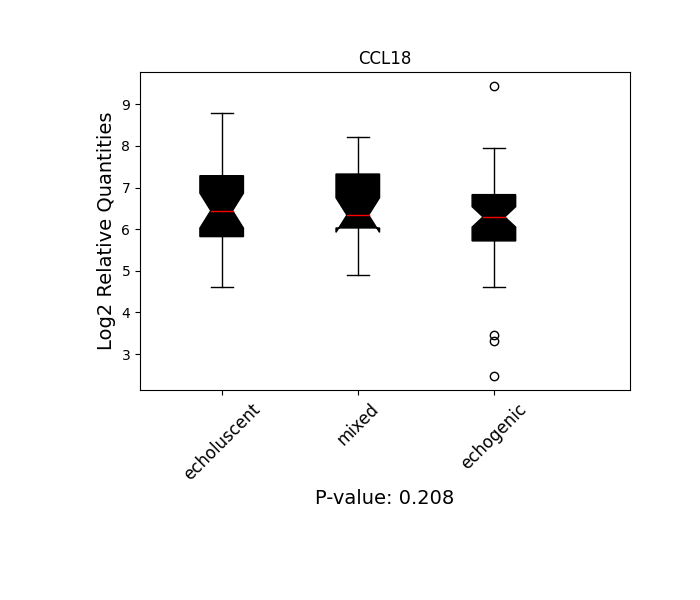 CCL18
Log2 Relative Quantities
9
8
7
6
5
4
3
echoluscent
mixed
echogenic
P-value: 0.208